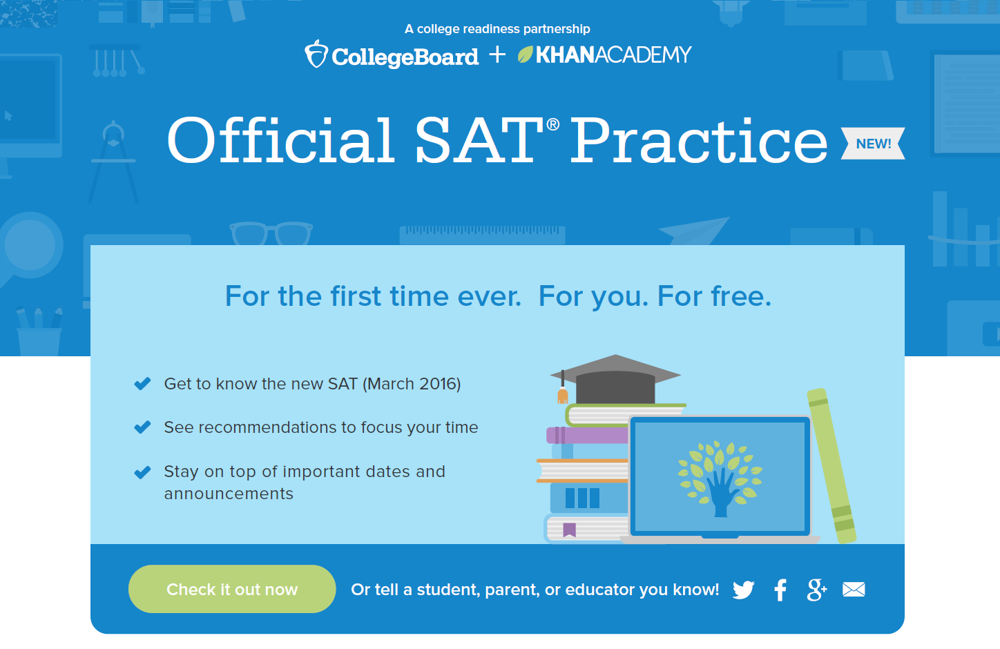 A college readiness partnership
CollegeBoard + KHANACADEMY
Official SAT® Practice NEW!
For the first time ever. For you. For free.
Get to know the new SAT (March 2016)
See recommendations to focus your time
Stay on top of important dates and
announcements
Check it out now Or tell a student, parent, or educator you know! f g+